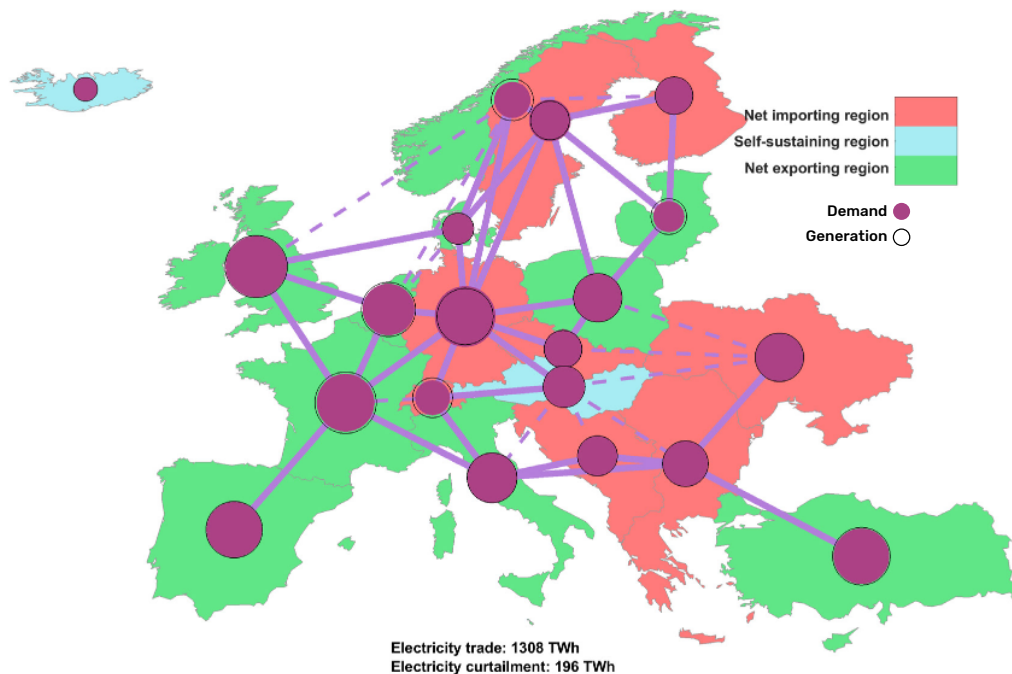 Net importing region
Self-sustaining region
Net exporting region
Demand
Generation
Electricity trade: 1308 TWh
Electricity curtailment: 196 TWh